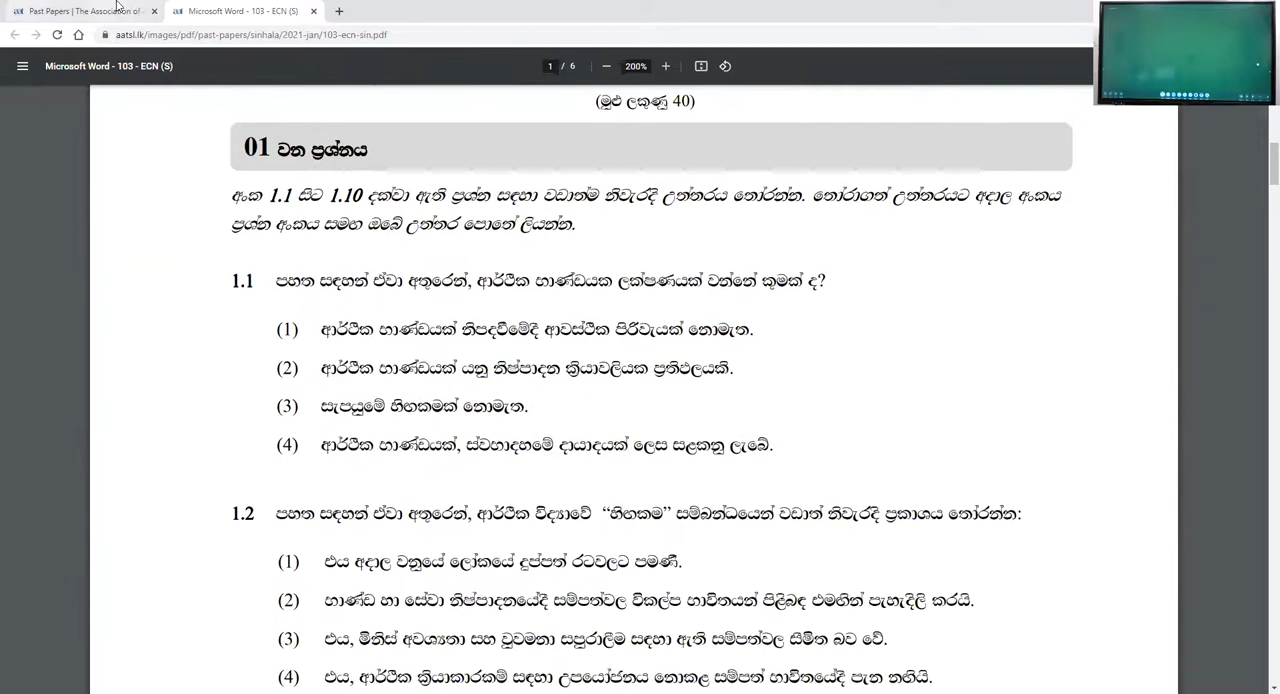 Past Papers | The Association of
Microsoft Word - 103 - ECN (S)
aatsl.lk/images/pdf/past-papers/sinhala/2021-jan/103-ecn-sin.pdf
Microsoft Word - 103 - ECN (S)
1 / 6
200%
(මුළු ලකුණු 40)
01 වන ප්‍රශ්නය
අංක 1.1 සිට 1.10 දක්වා ඇති ප්‍රශ්න සඳහා වඩාත්ම නිවැරදි උත්තරය තෝරන්න. තෝරාගත් උත්තරයට අදාල අංකය
ප්‍රශ්න අංකය සමඟ ඔබේ උත්තර පොතේ ලියන්න.
1.1 පහත සඳහන් ඒවා අතුරෙන්, ආර්ථික භාණ්ඩයක ලක්ෂණයක් වන්නේ කුමක් ද?
(1) ආර්ථික භාණ්ඩයක් නිපදවීමේදී ආවස්ථික පිරිවැයක් නොමැත.
(2) ආර්ථික භාණ්ඩයක් යනු නිෂ්පාදන ක්‍රියාවලියක ප්‍රතිඵලයකි.
(3) සැපයුමේ හිඟකමක් නොමැත.
(4) ආර්ථික භාණ්ඩයක්, ස්වභාදහමේ දායාදයක් ලෙස සළකනු ලැබේ.
1.2 පහත සඳහන් ඒවා අතුරෙන්, ආර්ථික විද්‍යාවේ “හිඟකම” සම්බන්ධයෙන් වඩාත් නිවැරදි ප්‍රකාශය තෝරන්න:
(1) එය අදාල වනුයේ ලෝකයේ දුප්පත් රටවලට පමණී.
(2) භාණ්ඩ හා සේවා නිෂ්පාදනයේදී සම්පත්වල විකල්ප භාවිතයන් පිළිබඳ එමඟින් පැහැදිලි කරයි.
(3) එය, මිනිස් අවශ්‍යතා සහ වුවමනා සපුරාලීම සඳහා ඇති සම්පත්වල සීමිත බව වේ.
(4) එය, ආර්ථික ක්‍රියාකාරකම් සඳහා උපයෝජනය නොකළ සම්පත් භාවිතයේදී පැන නඟියි.